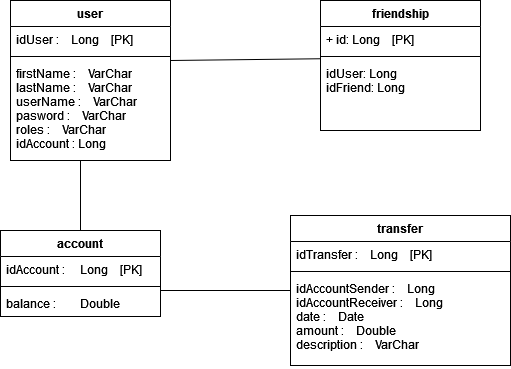 user
idUser : Long [PK]
firstName : VarChar
lastName : VarChar
userName : VarChar
pasword : VarChar
roles : VarChar
idAccount : Long
friendship
+ id: Long [PK]
idUser: Long
idFriend: Long
account
idAccount : Long [PK]
balance : Double
transfer
idTransfer : Long [PK]
idAccountSender : Long
idAccountReceiver : Long
date : Date
amount : Double
description : VarChar